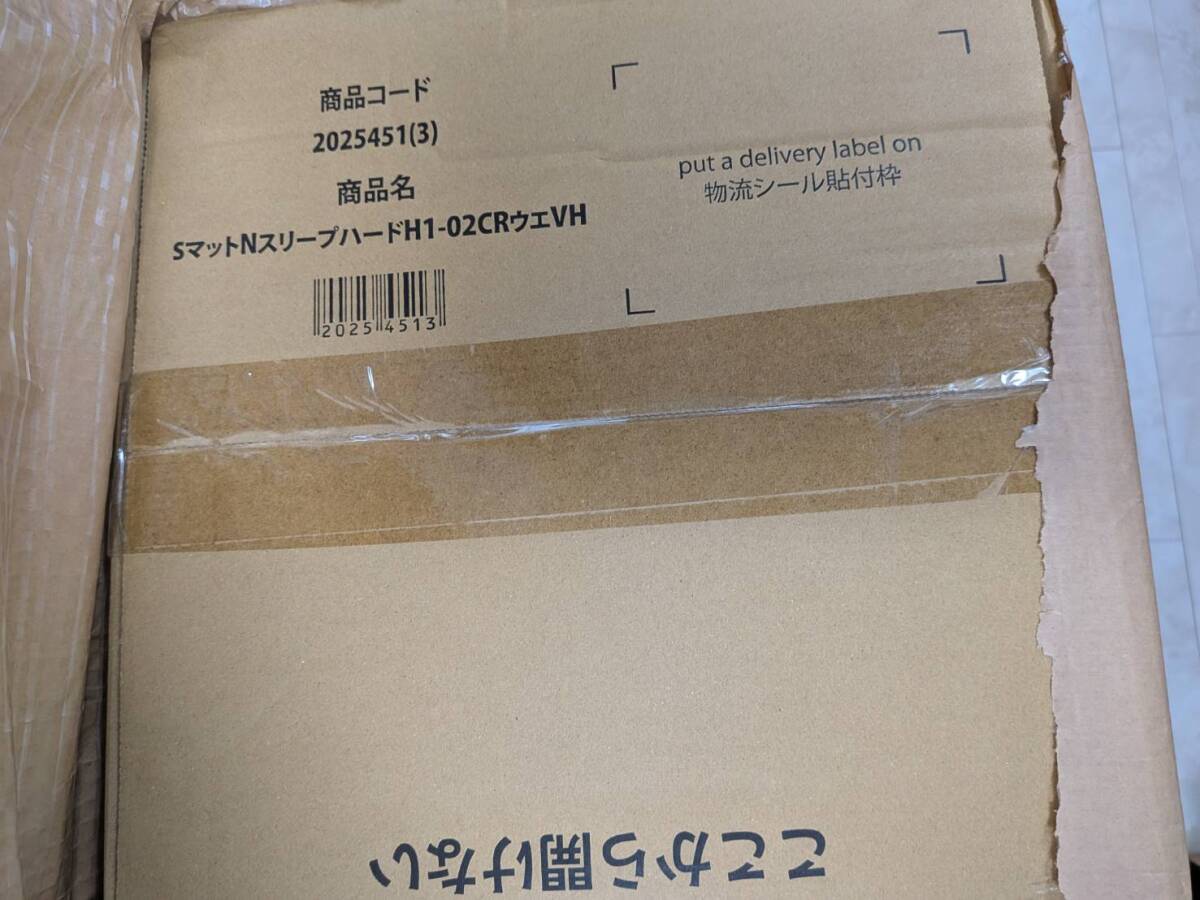 商品コード
2025451(3)
商品名
SマットNスリープハードH1-02CRウエVH
20254513
put a delivery label on
物流シール貼付枠
ここから開けない